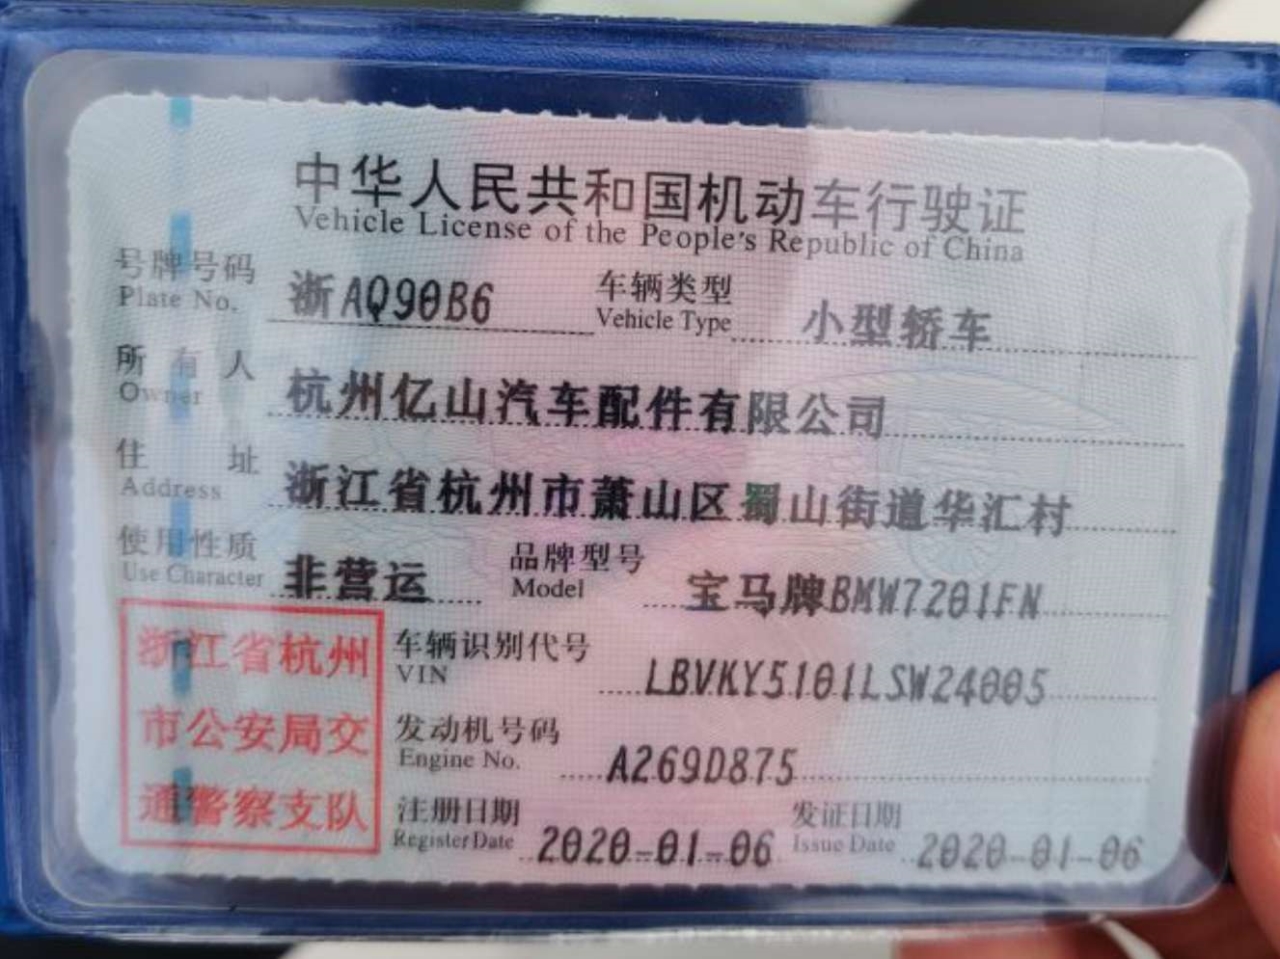 中华人民共和国机动车行驶证
Vehicle License of the People's Republic of China
号牌号码 浙AQ90B6 车辆类型 小型轿车
Plate No. Vehicle Type
所有人 杭州亿山汽车配件有限公司
Owner
住址 浙江省杭州市萧山区蜀山街道华汇村
Address
使用性质 非营运 品牌型号 宝马牌BMW7201FN
Use Character Model
浙江省杭州
市公安局交
通警察支队
车辆识别代号 LBVKY5101LSW24005
VIN
发动机号码 A269D875
Engine No.
注册日期 2020-01-06 发证日期 2020-01-06
Register Date Issue Date